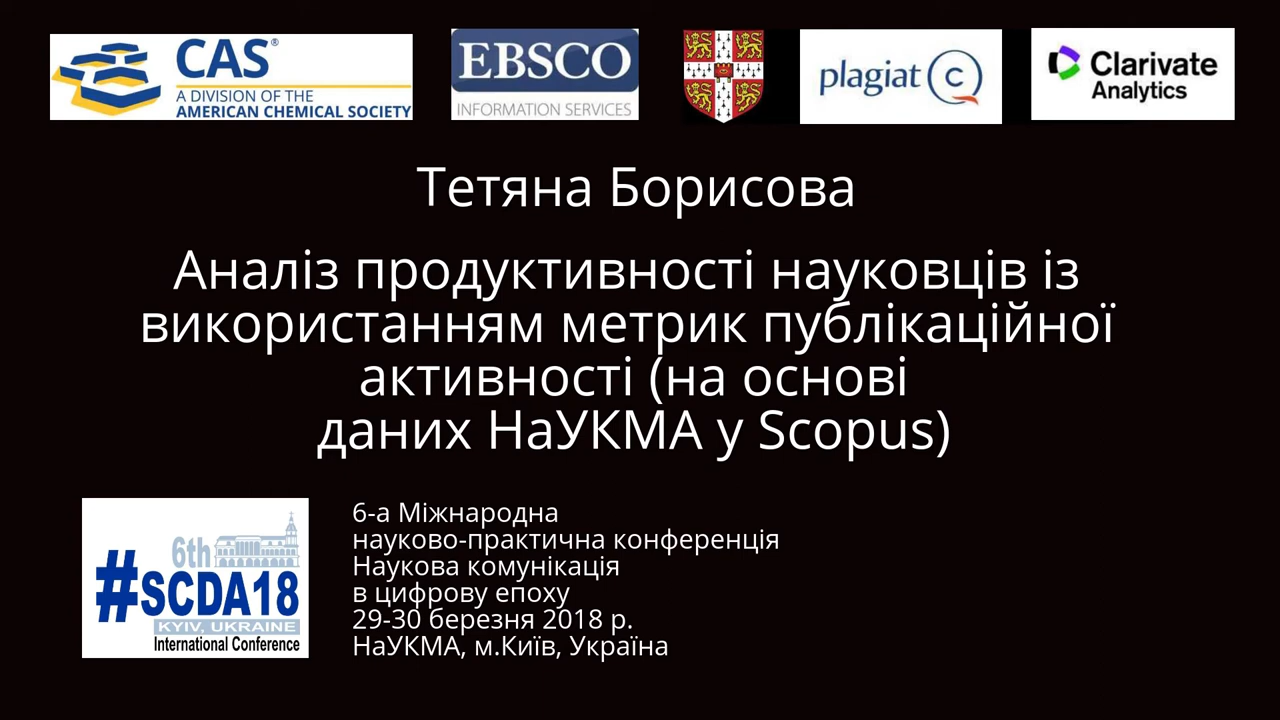 CAS®
A DIVISION OF THE
AMERICAN CHEMICAL SOCIETY
EBSCO
INFORMATION SERVICES
plagiat c
Clarivate
Analytics
Тетяна Борисова
Аналіз продуктивності науковців із
використанням метрик публікаційної
активності (на основі
даних НаУКМА у Scopus)
6th
#SCDA18
KYIV, UKRAINE
International Conference
6-а Міжнародна
науково-практична конференція
Наукова комунікація
в цифрову епоху
29-30 березня 2018 р.
НаУКМА, м.Київ, Україна